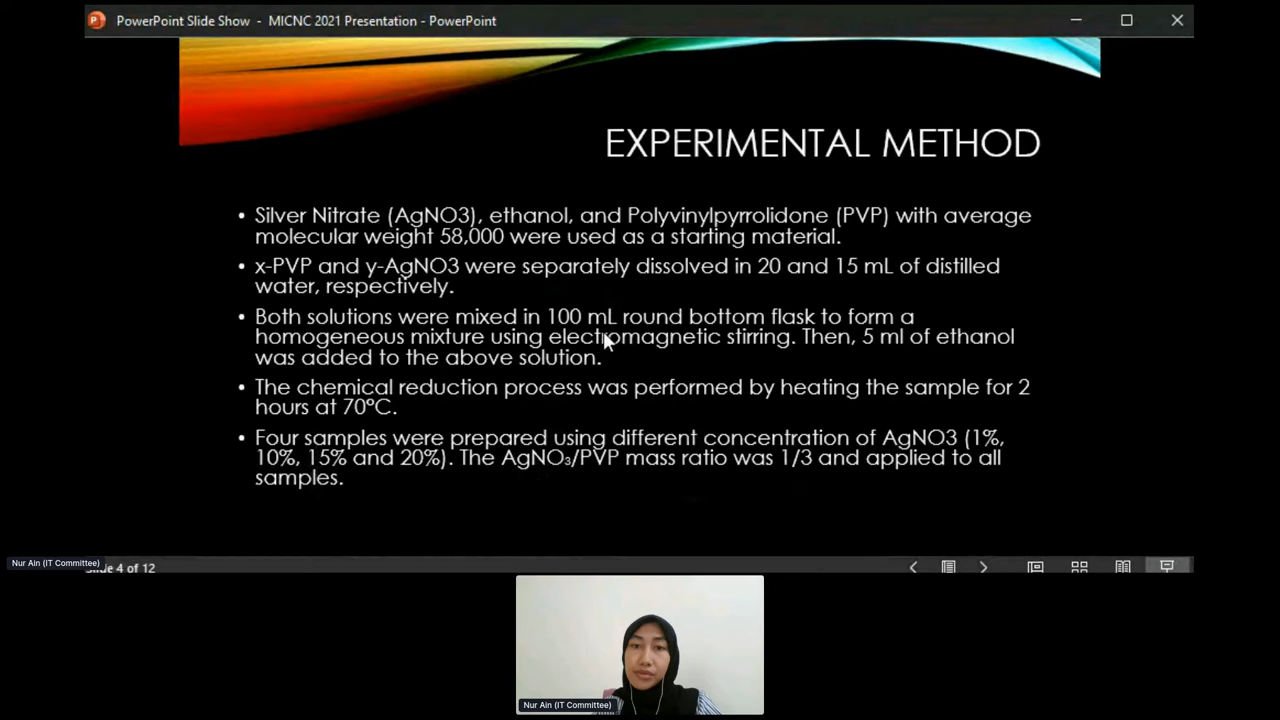 PowerPoint Slide Show - MICNC 2021 Presentation - PowerPoint
EXPERIMENTAL METHOD
• Silver Nitrate (AgNO3), ethanol, and Polyvinylpyrrolidone (PVP) with average
molecular weight 58,000 were used as a starting material.
• x-PVP and y-AgNO3 were separately dissolved in 20 and 15 mL of distilled
water, respectively.
• Both solutions were mixed in 100 mL round bottom flask to form a
homogeneous mixture using electromagnetic stirring. Then, 5 ml of ethanol
was added to the above solution.
• The chemical reduction process was performed by heating the sample for 2
hours at 70°C.
• Four samples were prepared using different concentration of AgNO3 (1%,
10%, 15% and 20%). The AgNO₃/PVP mass ratio was 1/3 and applied to all
samples.
Nur Ain (IT Committee)
Slide 4 of 12
Nur Ain (IT Committee)